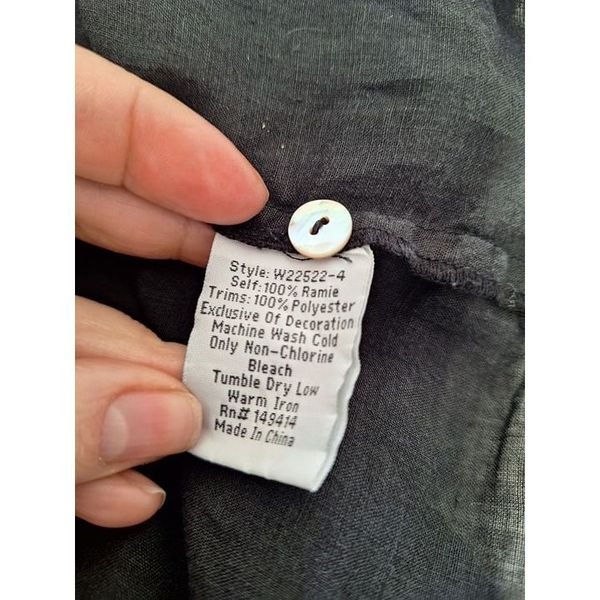 Style: W22522-4
Self: 100% Ramie
Trims: 100% Polyester
Exclusive Of Decoration
Machine Wash Cold
Only Non-Chlorine
Bleach
Tumble Dry Low
Warm Iron
Rn# 149414
Made In China